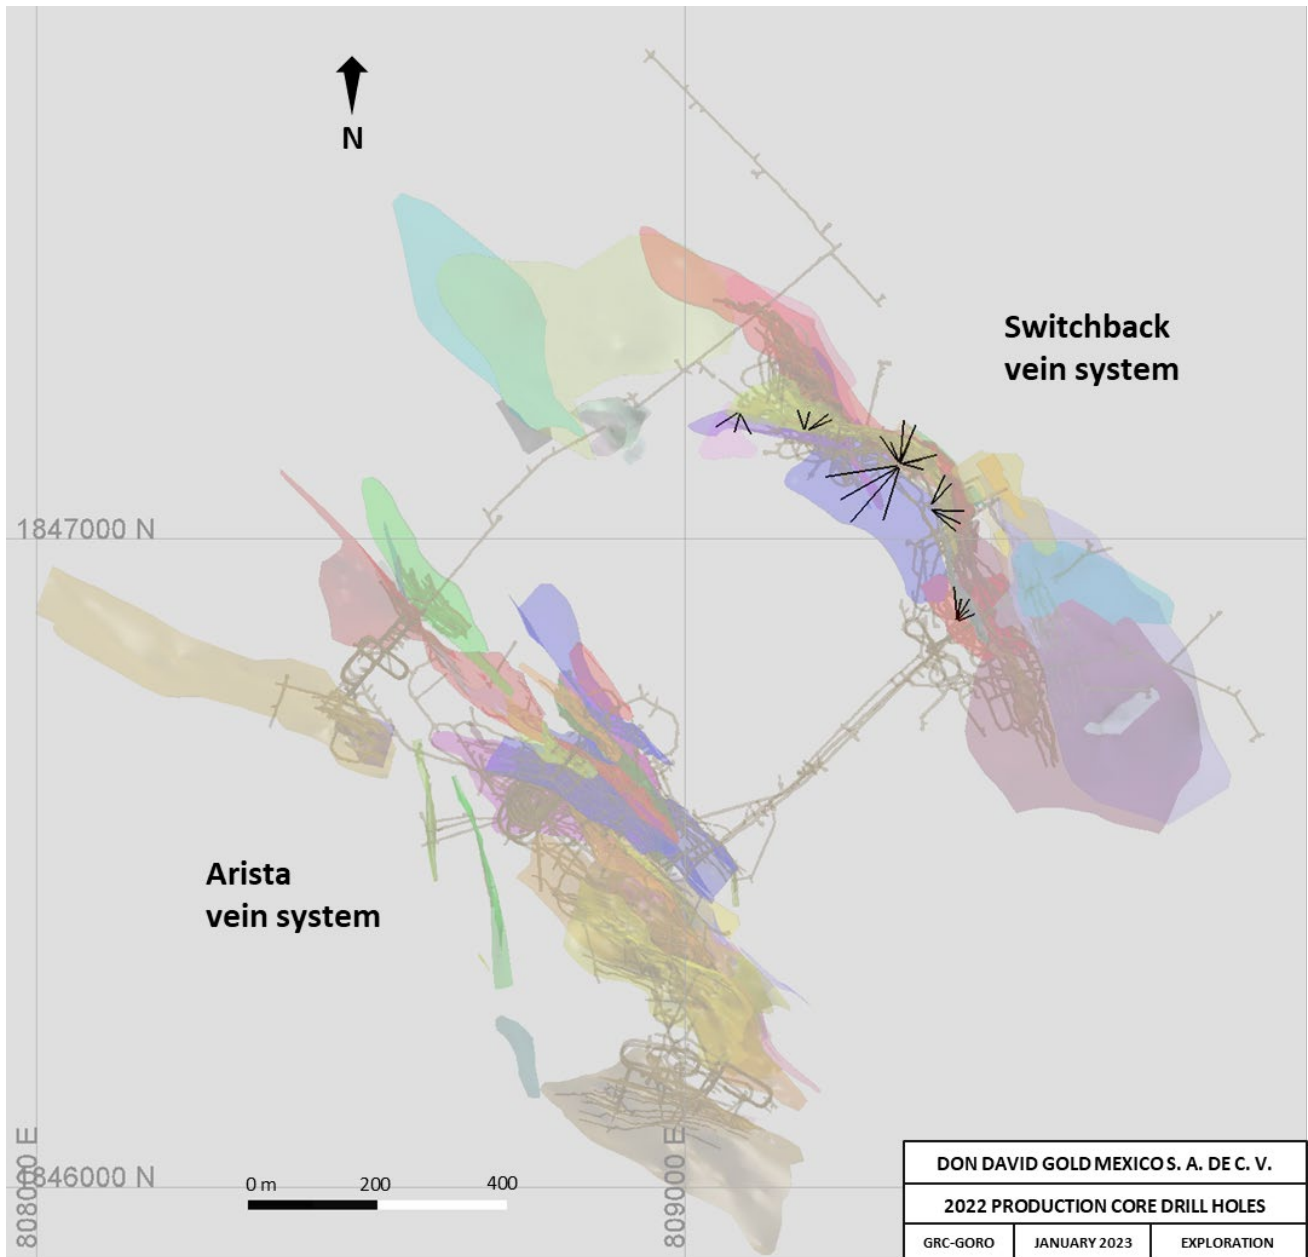 N
Switchback
vein system
1847000 N
Arista
vein system
808000 E
809000 E
1846000 N
0 m 200 400
DON DAVID GOLD MEXICO S. A. DE C. V.
2022 PRODUCTION CORE DRILL HOLES
GRC-GORO JANUARY 2023 EXPLORATION